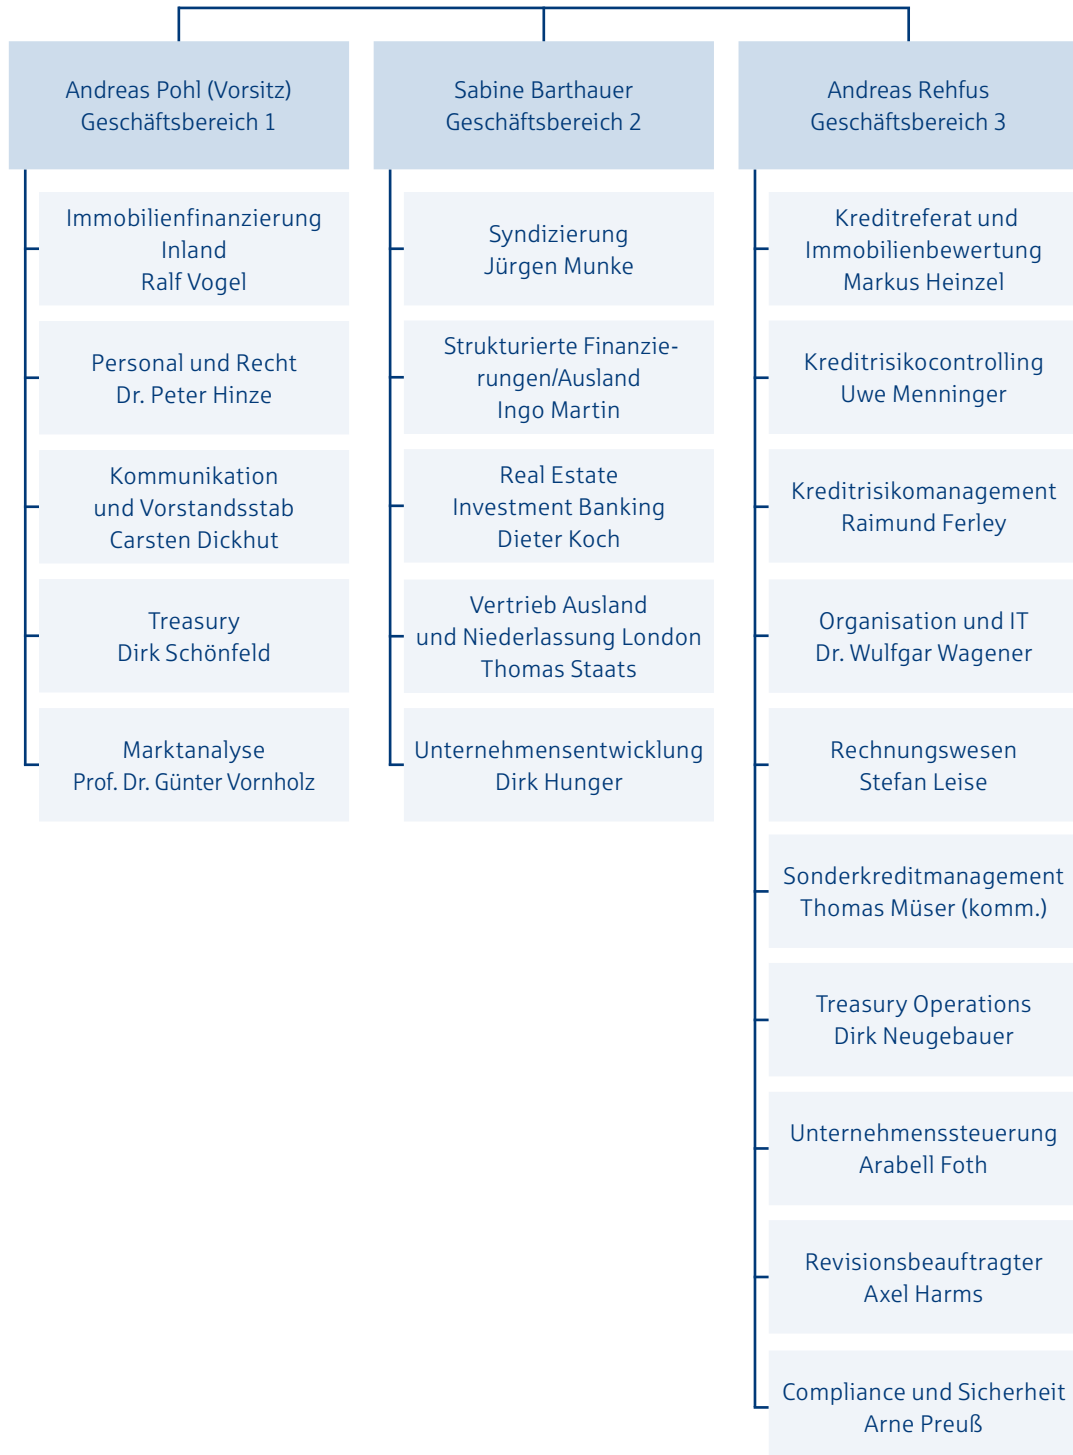 Andreas Pohl (Vorsitz)
Geschäftsbereich 1
Immobilienfinanzierung
Inland
Ralf Vogel
Personal und Recht
Dr. Peter Hinze
Kommunikation
und Vorstandsstab
Carsten Dickhut
Treasury
Dirk Schönfeld
Marktanalyse
Prof. Dr. Günter Vornholz
Sabine Barthauer
Geschäftsbereich 2
Syndizierung
Jürgen Munke
Strukturierte Finanzie-
rungen/Ausland
Ingo Martin
Real Estate
Investment Banking
Dieter Koch
Vertrieb Ausland
und Niederlassung London
Thomas Staats
Unternehmensentwicklung
Dirk Hunger
Andreas Rehfus
Geschäftsbereich 3
Kreditreferat und
Immobilienbewertung
Markus Heinzel
Kreditrisikocontrolling
Uwe Menninger
Kreditrisikomanagement
Raimund Ferley
Organisation und IT
Dr. Wulfgar Wagener
Rechnungswesen
Stefan Leise
Sonderkreditmanagement
Thomas Müser (komm.)
Treasury Operations
Dirk Neugebauer
Unternehmenssteuerung
Arabell Foth
Revisionsbeauftragter
Axel Harms
Compliance und Sicherheit
Arne Preuß